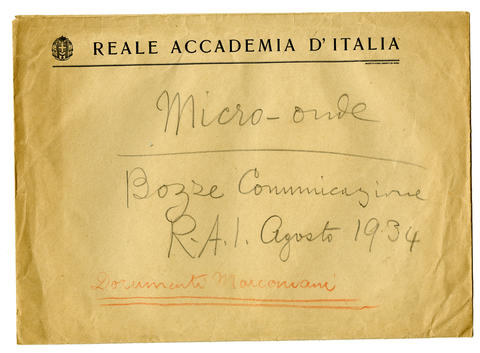 REALE ACCADEMIA D'ITALIA
Micro-onde
Bozze Comunicazione
R.A.I. Agosto 1934
Documenti Marconiani